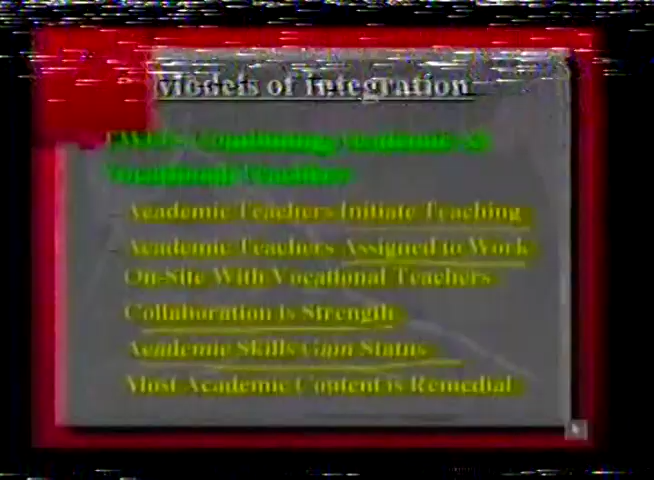 Models of Integration
Combining Academic &
Vocational Teachers
- Academic Teachers Initiate Teaching
- Academic Teachers Assigned to Work
On-Site With Vocational Teachers
Collaboration is Strength
Academic Skills Gain Status
Most Academic Content is Remedial